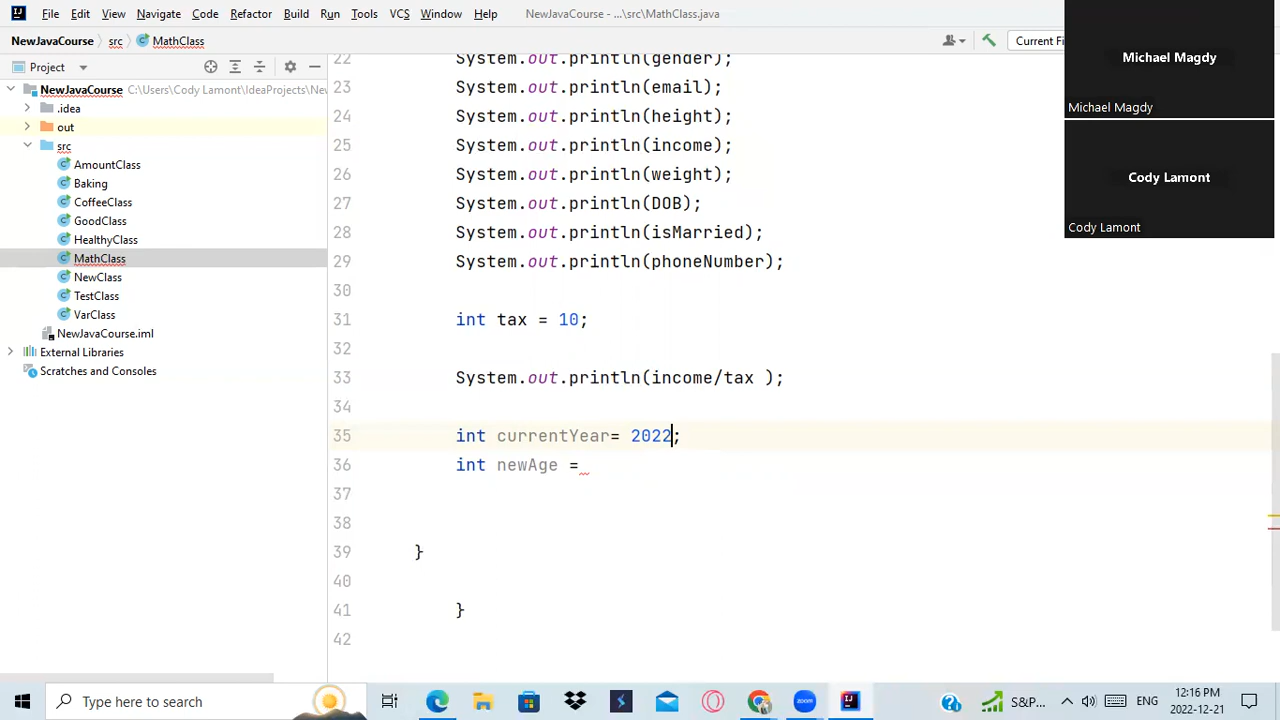 File Edit View Navigate Code Refactor Build Run Tools VCS Window Help NewJavaCourse - ...\src\MathClass.java
NewJavaCourse src MathClass Current Fi
Project
NewJavaCourse C:\Users\Cody Lamont\IdeaProjects\Nev
.idea
out
src
AmountClass
Baking
CoffeeClass
GoodClass
HealthyClass
MathClass
NewClass
TestClass
VarClass
NewJavaCourse.iml
External Libraries
Scratches and Consoles
22 System.out.println(gender);
23 System.out.println(email);
24 System.out.println(height);
25 System.out.println(income);
26 System.out.println(weight);
27 System.out.println(DOB);
28 System.out.println(isMarried);
29 System.out.println(phoneNumber);
30
31 int tax = 10;
32
33 System.out.println(income/tax );
34
35 int currentYear= 2022;
36 int newAge =
37
38
39 }
40
41 }
42
Michael Magdy
Michael Magdy
Cody Lamont
Cody Lamont
Type here to search
zoom
S&P...
ENG
12:16 PM
2022-12-21